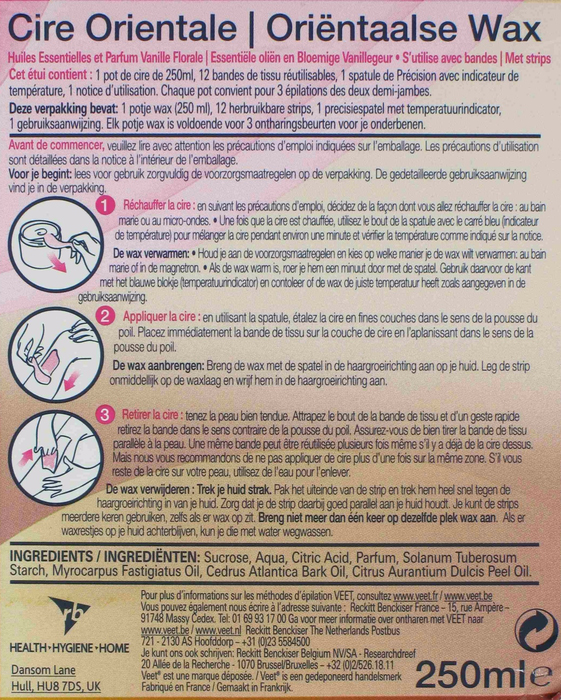 Cire Orientale | Oriëntaalse Wax
Huiles Essentielles et Parfum Vanille Florale | Essentiële oliën en Bloemige Vanillegeur • S'utilise avec bandes | Met strips
Cet étui contient : 1 pot de cire de 250ml, 12 bandes de tissu réutilisables, 1 spatule de Précision avec indicateur de
température, 1 notice d'utilisation. Chaque pot convient pour 3 épilations des deux demi-jambes.
Deze verpakking bevat: 1 potje wax (250 ml), 12 herbruikbare strips, 1 precisiespatel met temperatuurindicator,
1 gebruiksaanwijzing. Elk potje wax is voldoende voor 3 ontharingsbeurten voor je onderbenen.
Avant de commencer, veuillez lire avec attention les précautions d'emploi indiquées sur l'emballage. Les précautions d'utilisation
sont détaillées dans la notice à l'intérieur de l'emballage.
Voor je begint: lees voor gebruik zorgvuldig de voorzorgsmaatregelen op de verpakking. De gedetailleerde gebruiksaanwijzing
vind je in de verpakking.
1 Réchauffer la cire : en suivant les précautions d'emploi, décidez de la façon dont vous allez réchauffer la cire : au bain
marie ou au micro-ondes. • Une fois que la cire est chauffée, utilisez le bout de la spatule avec le carré bleu (indicateur
de température) pour mélanger la cire pendant environ une minute et vérifier la température comme indiqué sur la notice.
De wax verwarmen: • Houd je aan de voorzorgsmaatregelen en kies op welke manier je de wax wilt verwarmen: au bain
marie of in de magnetron. • Als de wax warm is, roer je hem een minuut door met de spatel. Gebruik daarvoor de kant
met het blauwe blokje (temperatuurindicator) en contoleer of de wax de juiste temperatuur heeft zoals aangegeven in de
gebruiksaanwijzing.
2 Appliquer la cire : en utilisant la spatule, étalez la cire en fines couches dans le sens de la pousse du
poil. Placez immédiatement la bande de tissu sur la couche de cire en l'aplanissant dans le sens de la
pousse du poil.
De wax aanbrengen: Breng de wax met de spatel in de haargroeirichting aan op je huid. Leg de strip
onmiddellijk op de waxlaag en wrijf hem in de haargroeirichting aan.
3 Retirer la cire : tenez la peau bien tendue. Attrapez le bout de la bande de tissu et d'un geste rapide
retirez la bande dans le sens contraire de la pousse du poil. Assurez-vous de bien tirer la bande de tissu
parallèle à la peau. Une même bande peut être réutilisée plusieurs fois même s'il y a déjà de la cire dessus.
Mais nous vous recommandons de ne pas appliquer de cire plus d'une fois sur la même zone. S'il vous
reste de la cire sur votre peau, utilisez de l'eau pour l'enlever.
De wax verwijderen : Trek je huid strak. Pak het uiteinde van de strip en trek hem heel snel tegen de
haargroeirichting in van je huid. Zorg dat je de strip daarbij goed parallel aan je huid houdt. Je kunt de strips
meerdere keren gebruiken, zelfs als er wax op zit. Breng niet meer dan één keer op dezelfde plek wax aan. Als er
waxrestjes op je huid achterblijven, kun je die met water wegwassen.
INGREDIENTS / INGREDIËNTEN: Sucrose, Aqua, Citric Acid, Parfum, Solanum Tuberosum
Starch, Myrocarpus Fastigiatus Oil, Cedrus Atlantica Bark Oil, Citrus Aurantium Dulcis Peel Oil.
rb
HEALTH • HYGIENE • HOME
Dansom Lane
Hull, HU8 7DS, UK
Pour plus d'informations sur les méthodes d'épilation VEET, consultez www.veet.fr / www.veet.be
Vous pouvez également nous écrire à l'adresse suivante : Reckitt Benckiser France – 15, rue Ampère –
91748 Massy Cedex. Tel: 01 69 93 17 00 Ga voor meer informatie over ontharen met VEET naar
www.veet.be / www.veet.nl Reckitt Benckiser The Netherlands Postbus
721 - 2130 AS Hoofddorp – +31 (0)23 5584500
Je kunt ons ook schrijven: Reckitt Benckiser Belgium NV/SA - Researchdreef
20 Allée de la Recherche - 1070 Brussel/Bruxelles – +32 (0)2/526.18.11
Veet® est une marque déposée. / Veet® is een gedeponeerd handelsmerk
Fabriqué en France / Gemaakt in Frankrijk.
250ml e